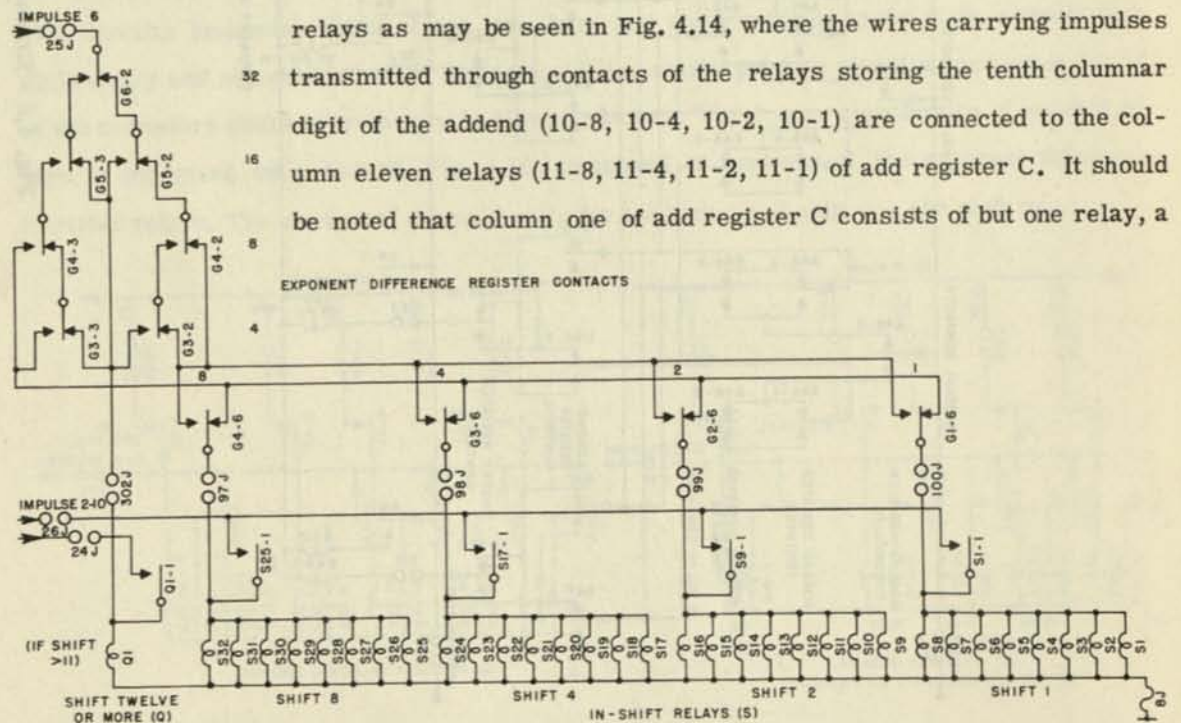 IMPULSE 6
25J
relays as may be seen in Fig. 4.14, where the wires carrying impulses
transmitted through contacts of the relays storing the tenth columnar
digit of the addend (10-8, 10-4, 10-2, 10-1) are connected to the col-
umn eleven relays (11-8, 11-4, 11-2, 11-1) of add register C. It should
be noted that column one of add register C consists of but one relay, a
G6-2
32
G5-3
G5-2
16
G4-3
G4-2
8
EXPONENT DIFFERENCE REGISTER CONTACTS
G3-3
G3-2
4
8
4
2
1
G4-6
G3-6
G2-6
G1-6
302J
97J
98J
99J
100J
IMPULSE 2-10
26J
24J
Q1-1
S25-1
S17-1
S9-1
S1-1
(IF SHIFT
>11)
Q1
S32 S31 S30 S29 S28 S27 S26 S25
S24 S23 S22 S21 S20 S19 S18 S17
S16 S15 S14 S13 S12 S11 S10 S9
S8 S7 S6 S5 S4 S3 S2 S1
8J
SHIFT TWELVE
OR MORE (Q)
SHIFT 8
SHIFT 4
SHIFT 2
SHIFT 1
IN-SHIFT RELAYS (S)